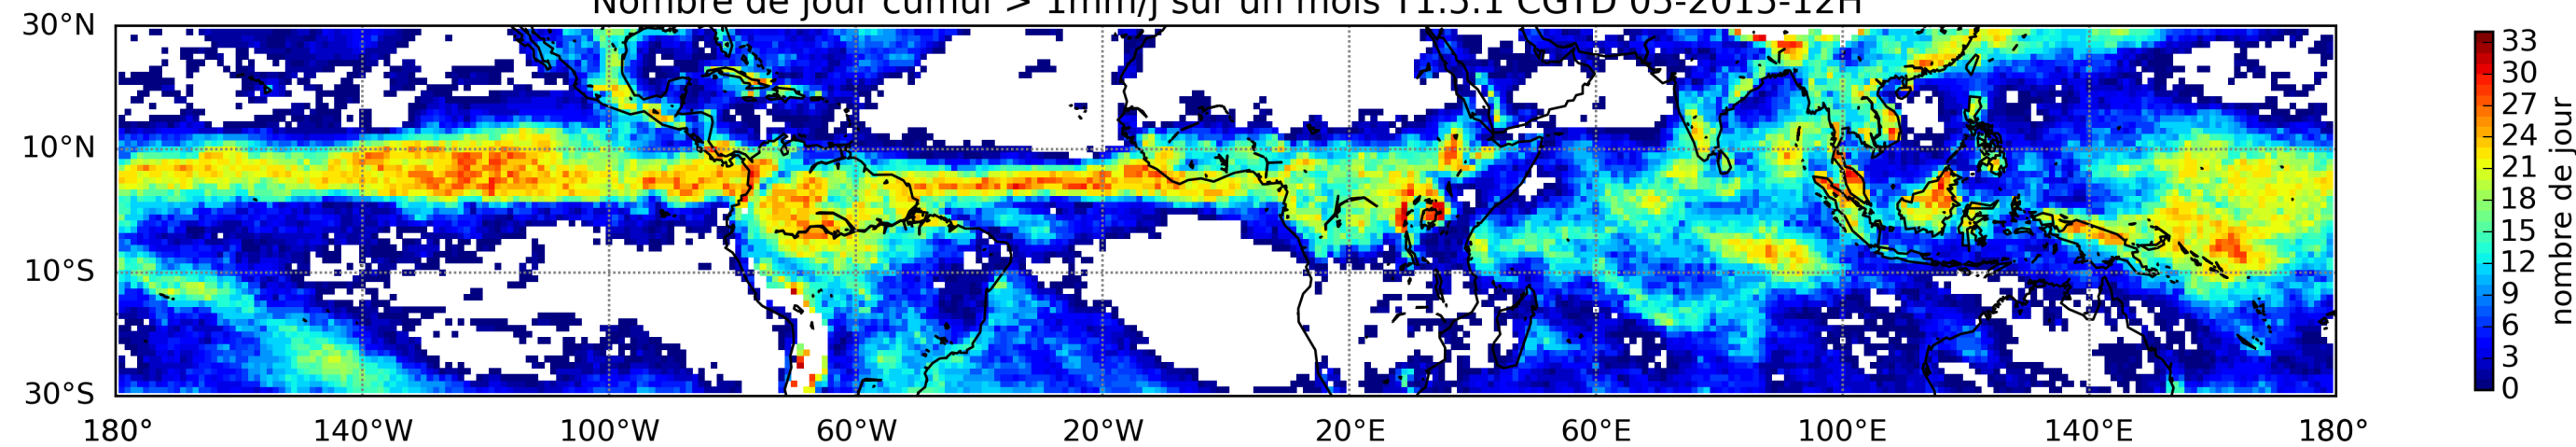 Nombre de jour cumul > 1mm/j sur un mois T1.5.1 CGTD 05-2015-12H
30°N
10°N
10°S
30°S
180° 140°W 100°W 60°W 20°W 20°E 60°E 100°E 140°E 180°
33
30
27
24
21
18
15
12
9
6
3
0
nombre de jour